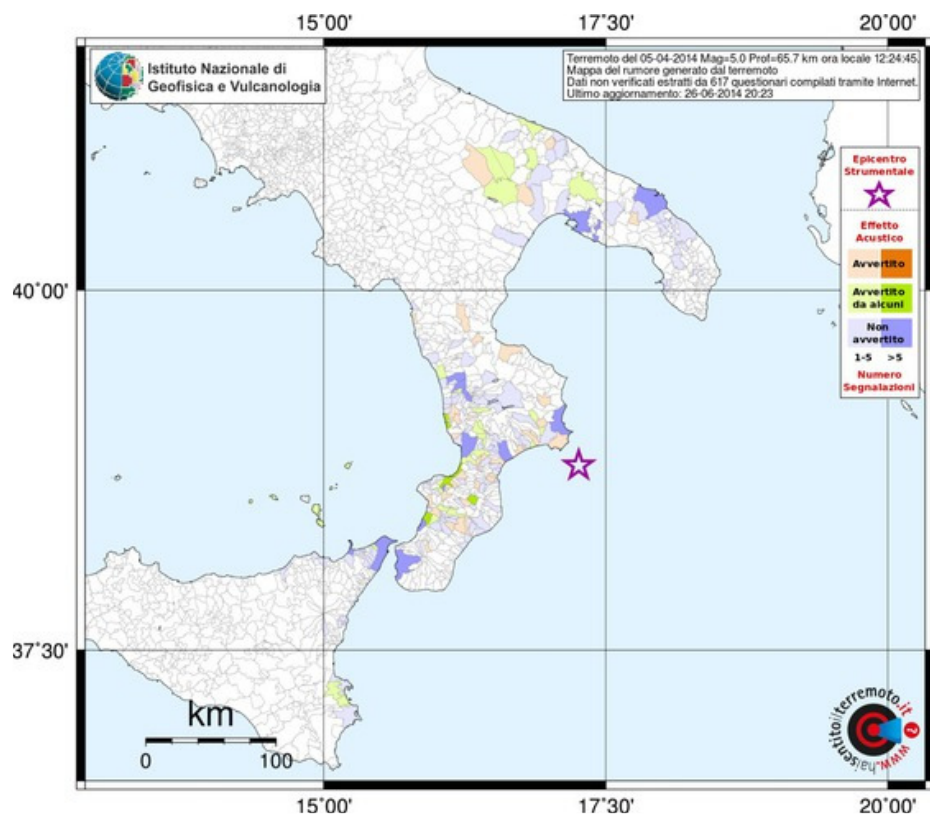 15°00' 17°30' 20°00'
Istituto Nazionale di
Geofisica e Vulcanologia
Terremoto del 05-04-2014 Mag=5.0 Prof=65.7 km ora locale 12:24:45.
Mappa del rumore generato dal terremoto
Dati non verificati estratti da 617 questionari compilati tramite Internet.
Ultimo aggiornamento: 26-06-2014 20:23
Epicentro
Strumentale
Effetto
Acustico
Avvertito
Avvertito
da alcuni
Non
avvertito
1-5 >5
Numero
Segnalazioni
40°00'
37°30'
km
0 100
www.haisentitoilterremoto.it
?
15°00' 17°30' 20°00'